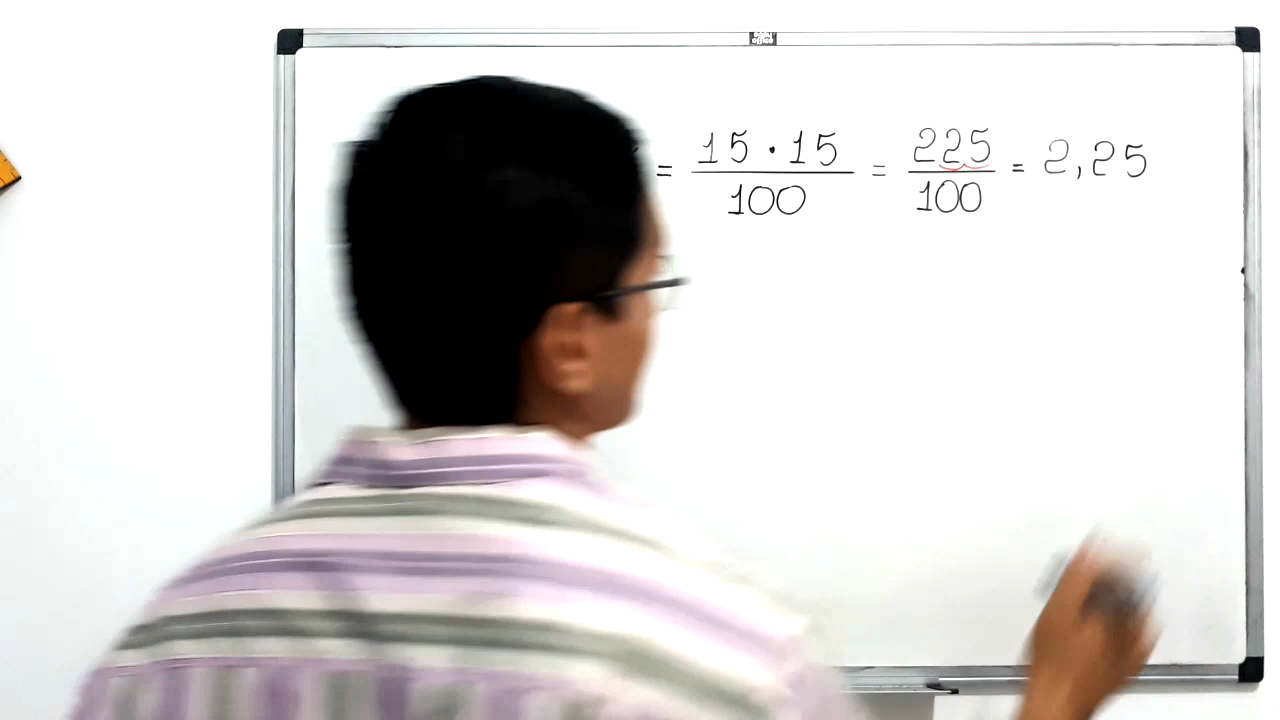 = 15 · 15 / 100 = 225 / 100 = 2,25